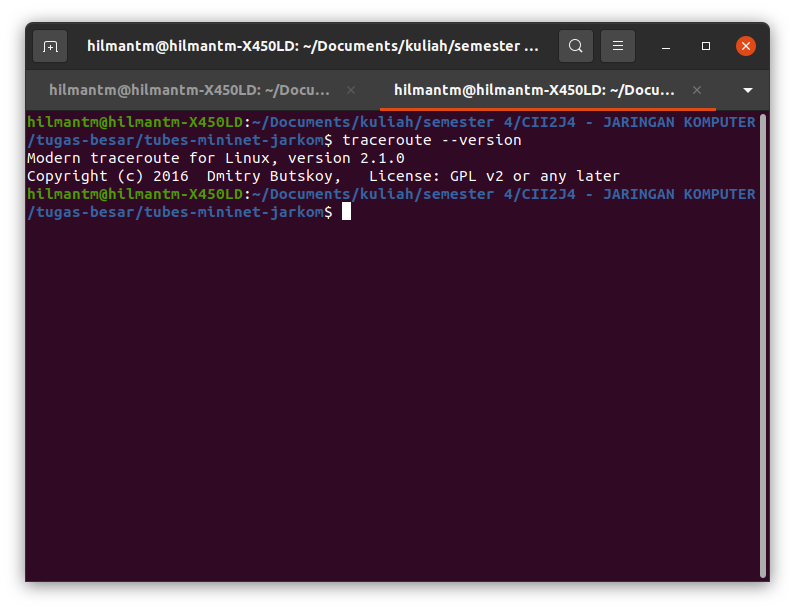 hilmantm@hilmantm-X450LD: ~/Documents/kuliah/semester ...
hilmantm@hilmantm-X450LD: ~/Docu...
hilmantm@hilmantm-X450LD: ~/Docu...
hilmantm@hilmantm-X450LD:~/Documents/kuliah/semester 4/CII2J4 - JARINGAN KOMPUTER
/tugas-besar/tubes-mininet-jarkom$ traceroute --version
Modern traceroute for Linux, version 2.1.0
Copyright (c) 2016  Dmitry Butskoy,   License: GPL v2 or any later
hilmantm@hilmantm-X450LD:~/Documents/kuliah/semester 4/CII2J4 - JARINGAN KOMPUTER
/tugas-besar/tubes-mininet-jarkom$